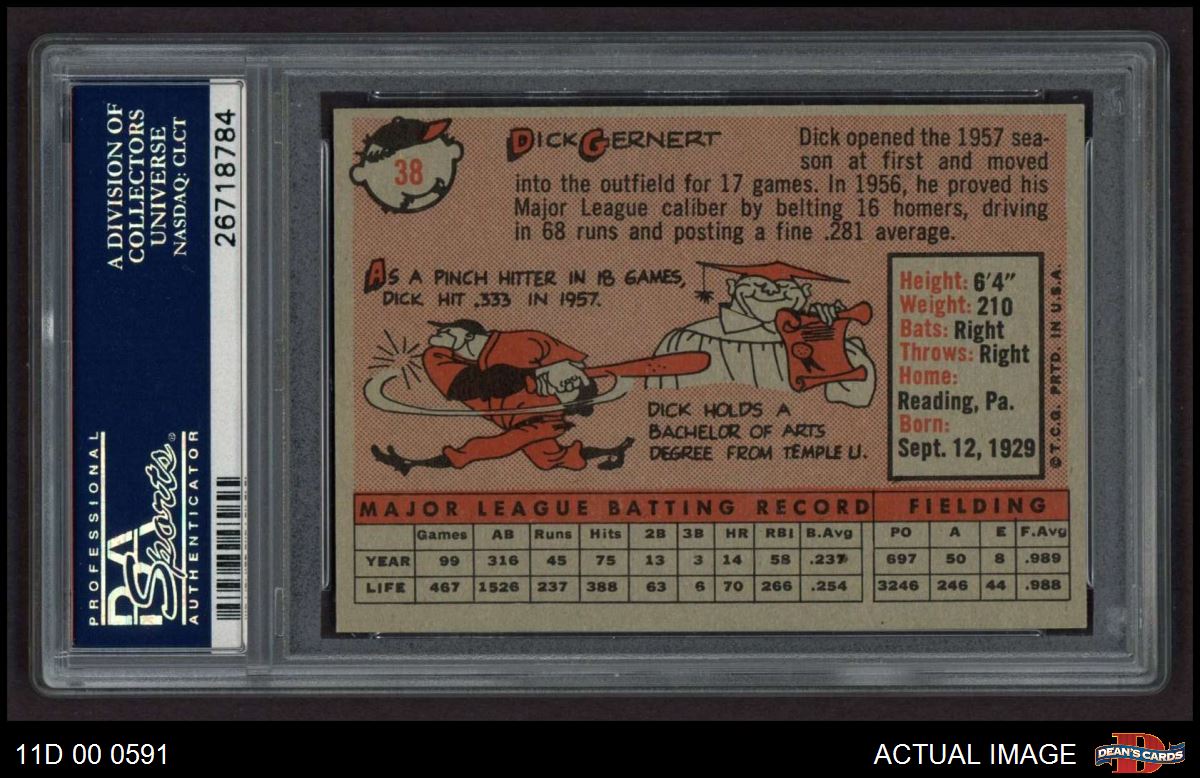 A DIVISION OF
COLLECTORS
UNIVERSE
NASDAQ: CLCT
26718784
PROFESSIONAL
PSA
Sports®
AUTHENTICATOR
38
DICK GERNERT
Dick opened the 1957 sea-
son at first and moved
into the outfield for 17 games. In 1956, he proved his
Major League caliber by belting 16 homers, driving
in 68 runs and posting a fine .281 average.
AS A PINCH HITTER IN 18 GAMES,
DICK HIT .333 IN 1957.
DICK HOLDS A
BACHELOR OF ARTS
DEGREE FROM TEMPLE U.
Height: 6'4"
Weight: 210
Bats: Right
Throws: Right
Home:
Reading, Pa.
Born:
Sept. 12, 1929
© T.C.G. PRTD. IN U.S.A.
MAJOR LEAGUE BATTING RECORD FIELDING
Games AB Runs Hits 2B 3B HR RBI B.Avg PO A E F.Avg
YEAR 99 316 45 75 13 3 14 58 .237 697 50 8 .989
LIFE 467 1526 237 388 63 6 70 266 .254 3246 246 44 .988
11D 00 0591
ACTUAL IMAGE
D
DEAN'S CARDS